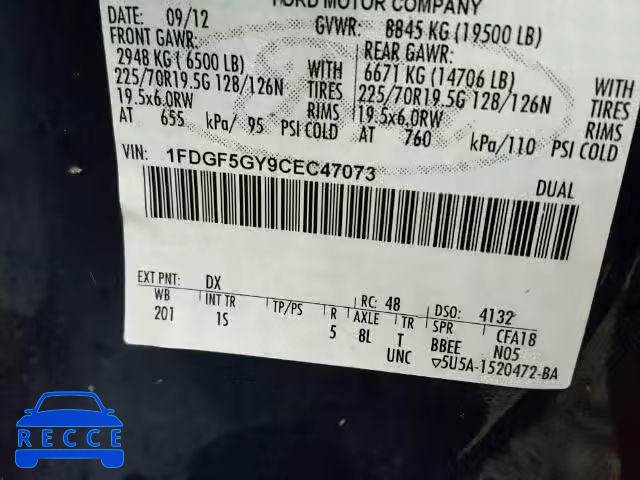 FORD MOTOR COMPANY
DATE: 09/12 GVWR: 8845 KG (19500 LB)
FRONT GAWR: REAR GAWR:
2948 KG ( 6500 LB) WITH 6671 KG (14706 LB) WITH
225/70R19.5G 128/126N TIRES 225/70R19.5G 128/126N TIRES
19.5x6.0RW RIMS 19.5x6.0RW RIMS
AT 655 kPa/ 95 PSI COLD AT 760 kPa/110 PSI COLD
VIN: 1FDGF5GY9CEC47073
DUAL
EXT PNT: DX RC: 48 DSO: 4132
WB INT TR TP/PS R AXLE TR SPR CFA18
201 1S 5 8L T BBEE N05
UNC ▽5U5A-1520472-BA
RECCE